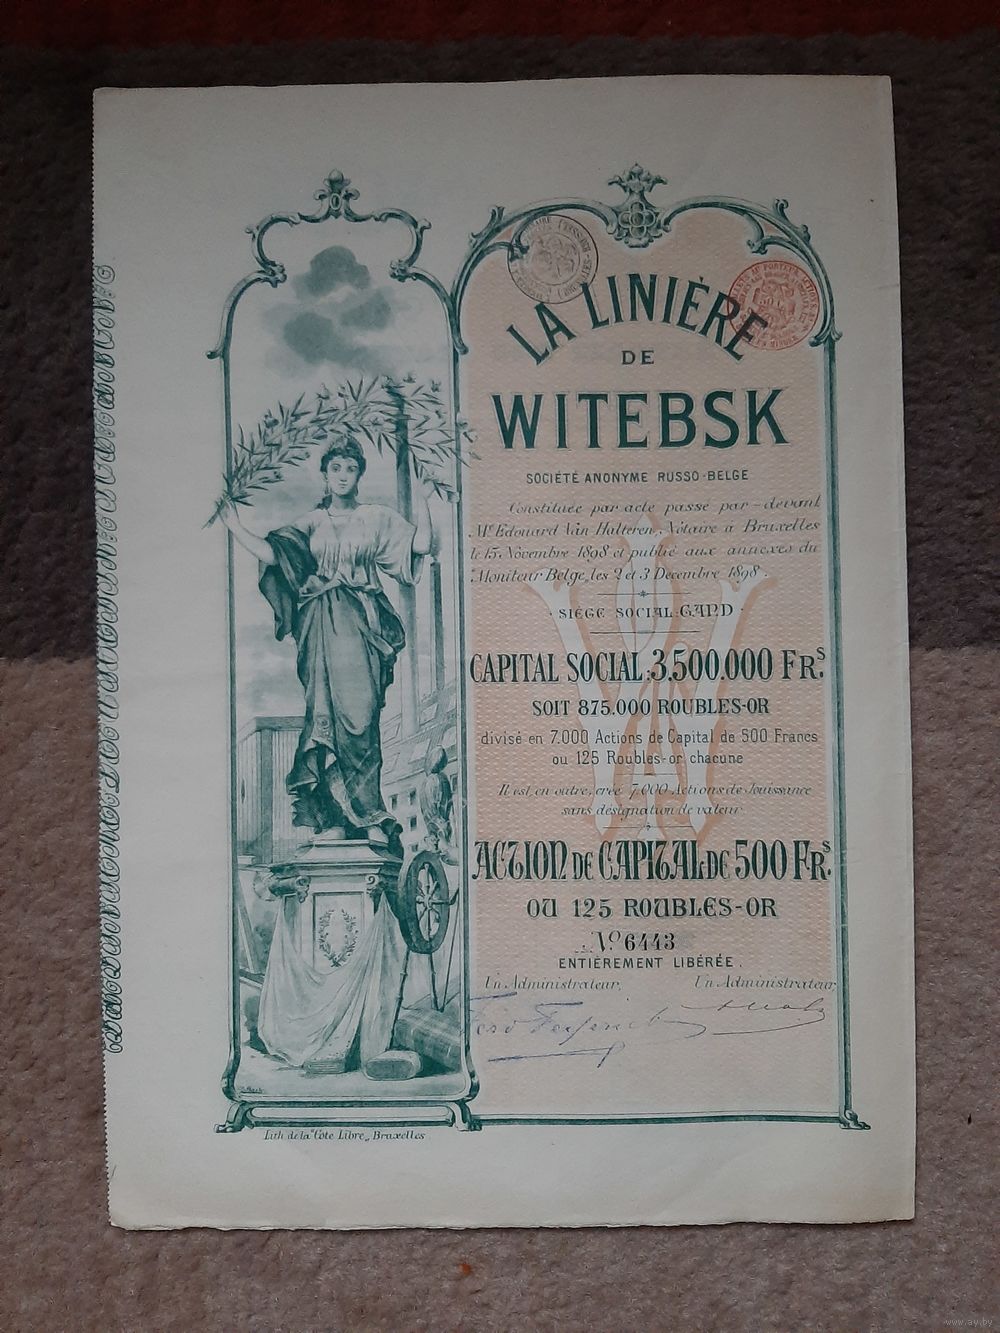 LA LINIÈRE
DE
WITEBSK
SOCIÉTÉ ANONYME RUSSO-BELGE
Constituée par acte passé par-devant
Mr Edouard Van Halteren, Notaire à Bruxelles
le 15 Novembre 1898 et publié aux annexes du
Moniteur Belge, les 2 et 3 Decembre 1898.
SIÉGE SOCIAL: GAND
CAPITAL SOCIAL: 3.500.000 FRS
SOIT 875.000 ROUBLES-OR
divisé en 7.000 Actions de Capital de 500 Francs
ou 125 Roubles-or chacune
Il est, en outre, créé 7.000 Actions de Jouissance
sans désignation de valeur
ACTION DE CAPITAL DE 500 FRS.
OU 125 ROUBLES-OR
No 6443
ENTIÈREMENT LIBÉRÉE.
Un Administrateur, Un Administrateur,
Lith de la "Cote Libre", Bruxelles
www.ay.by